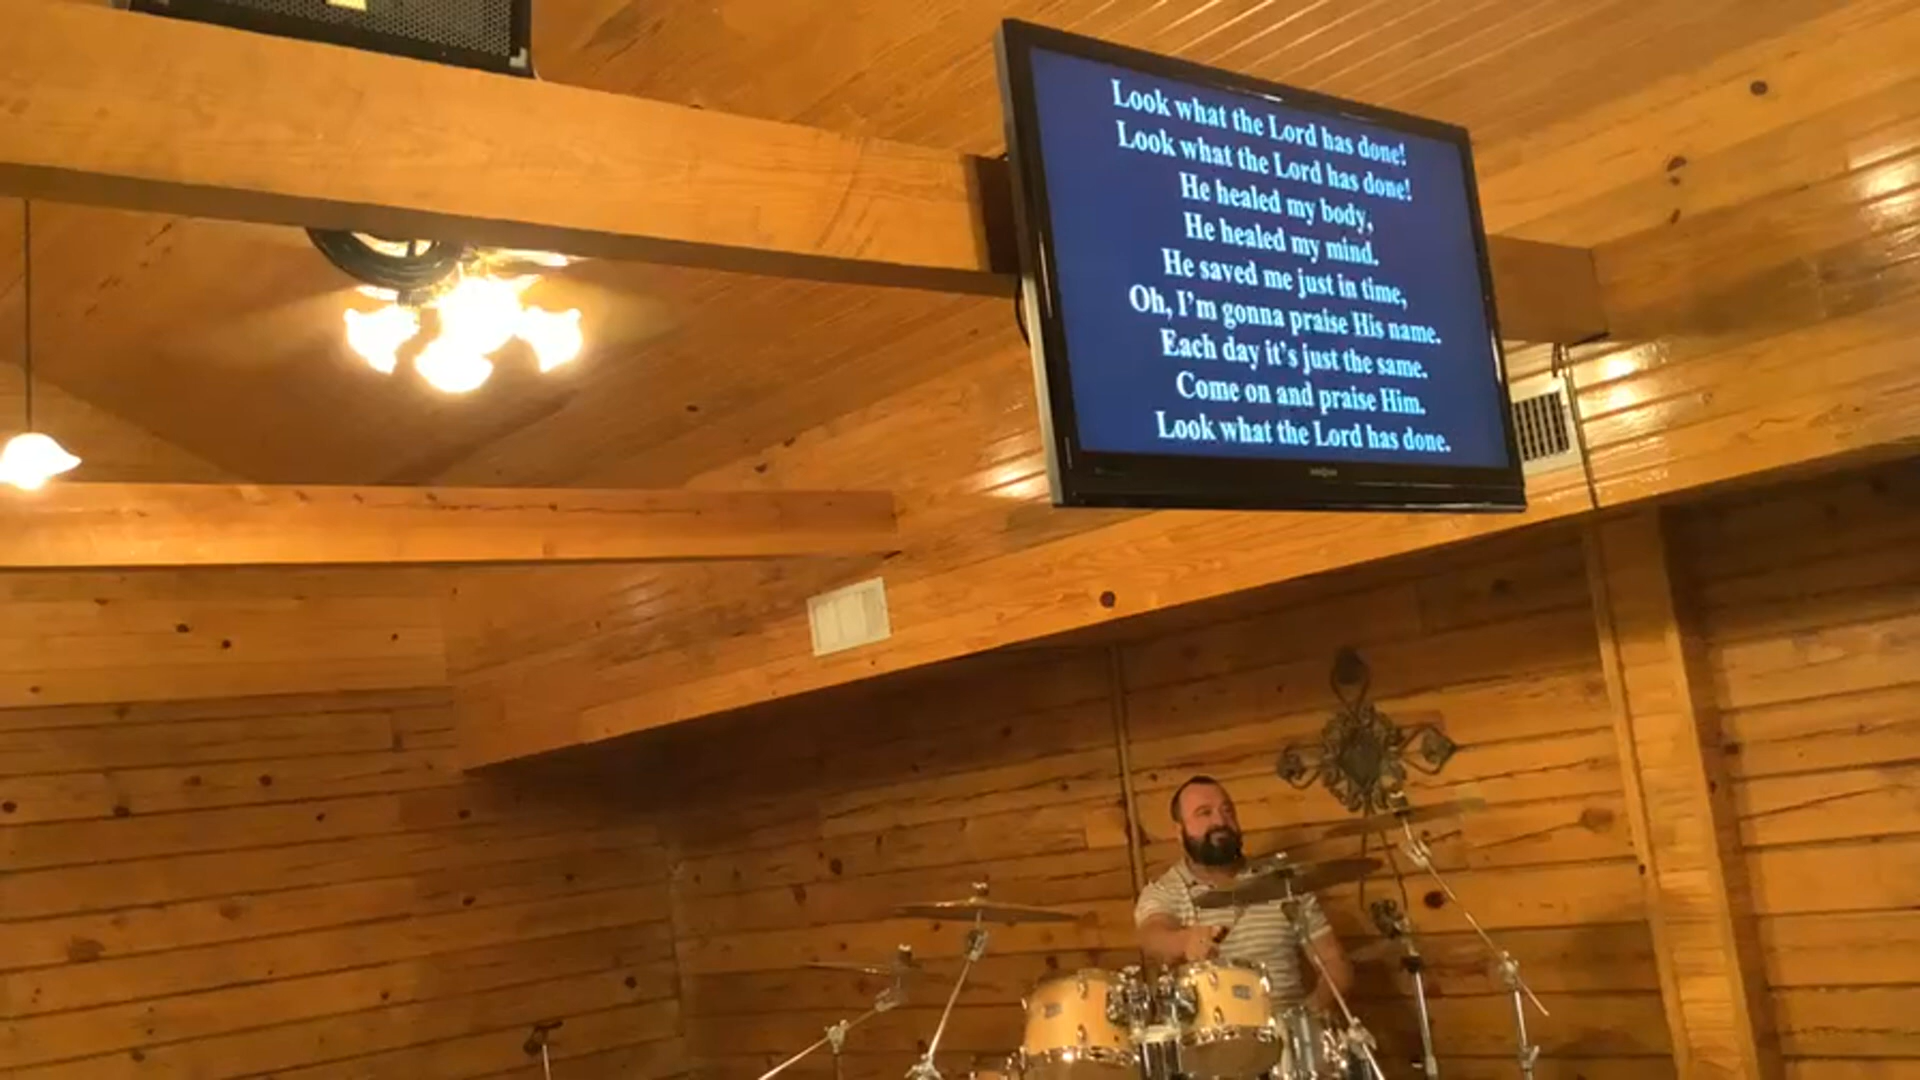 Look what the Lord has done!
Look what the Lord has done!
He healed my body,
He healed my mind.
He saved me just in time,
Oh, I'm gonna praise His name.
Each day it's just the same.
Come on and praise Him.
Look what the Lord has done.